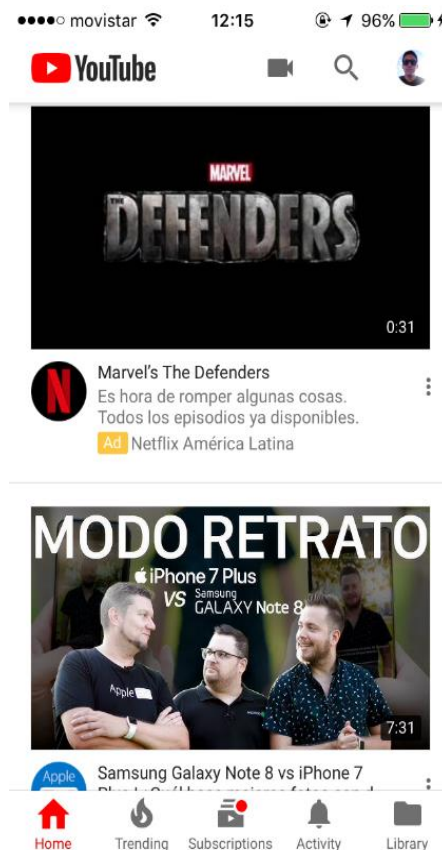 movistar 12:15 96%
YouTube
MARVEL
THE
DEFENDERS
0:31
N
Marvel's The Defenders
Es hora de romper algunas cosas.
Todos los episodios ya disponibles.
Ad Netflix América Latina
MODO RETRATO
iPhone 7 Plus
VS Samsung GALAXY Note 8
Apple
7:31
Apple
Samsung Galaxy Note 8 vs iPhone 7
Home Trending Subscriptions Activity Library